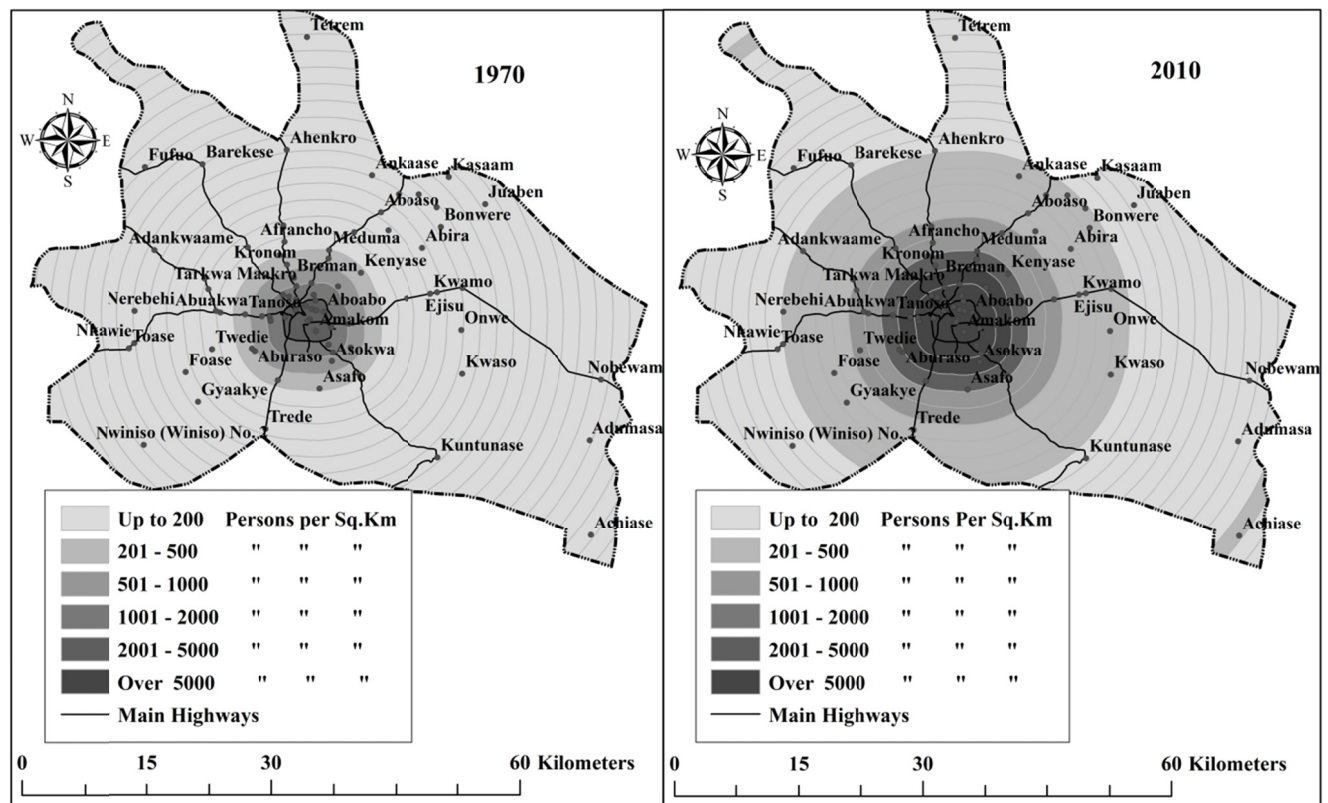 Tetrem
1970
N
W E
S
Ahenkro
Fufuo
Barekese
Ankaase
Kasaam
Juaben
Aboaso
Bonwere
Afrancho
Meduma
Abira
Adankwaame
Kronom
Breman
Kenyase
Tarkwa Maakro
Kwamo
Nerebehi
Abuakwa
Tanoso
Aboabo
Ejisu
Amakom
Onwe
Nkawie
Toase
Twedie
Aburaso
Asokwa
Foase
Kwaso
Nobewam
Gyaakye
Asafo
Trede
Nwiniso (Winiso) No. 2
Adumasa
Kuntunase
Achiase
Up to 200 Persons per Sq.Km
201 - 500 " " "
501 - 1000 " " "
1001 - 2000 " " "
2001 - 5000 " " "
Over 5000 " " "
Main Highways
0 15 30 60 Kilometers
Tetrem
2010
N
W E
S
Ahenkro
Fufuo
Barekese
Ankaase
Kasaam
Juaben
Aboaso
Bonwere
Afrancho
Meduma
Abira
Adankwaame
Kronom
Breman
Kenyase
Tarkwa Maakro
Kwamo
Nerebehi
Abuakwa
Tanoso
Aboabo
Ejisu
Amakom
Onwe
Nkawie
Toase
Twedie
Aburaso
Asokwa
Foase
Kwaso
Nobewam
Gyaakye
Asafo
Trede
Nwiniso (Winiso) No. 2
Adumasa
Kuntunase
Achiase
Up to 200 Persons Per Sq.Km
201 - 500 " " "
501 - 1000 " " "
1001 - 2000 " " "
2001 - 5000 " " "
Over 5000 " " "
Main Highways
0 15 30 60 Kilometers